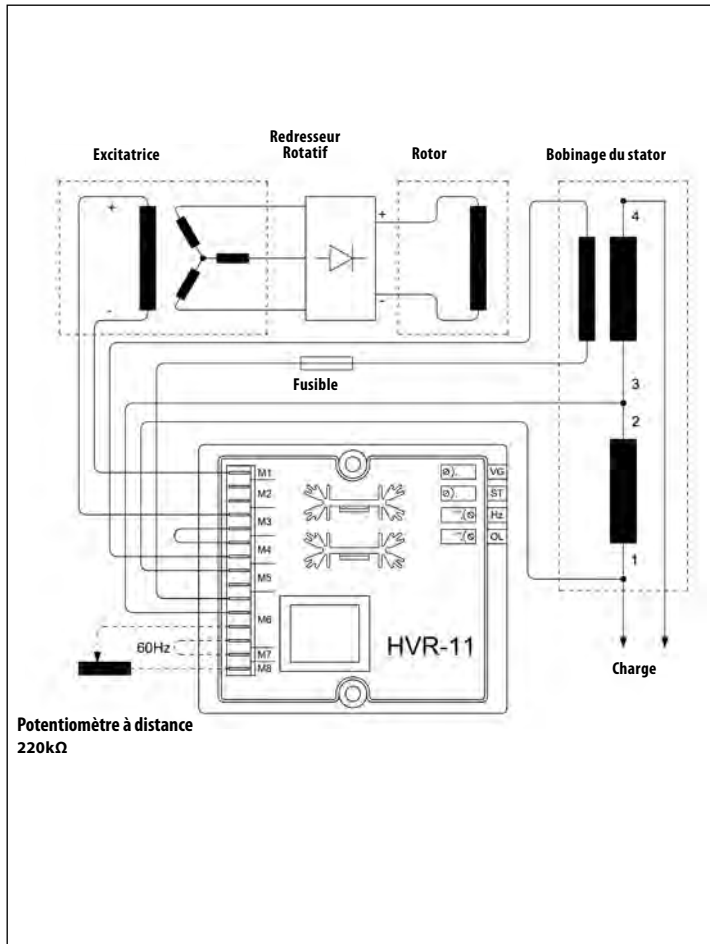 Excitatrice
Redresseur
Rotatif
Rotor
Bobinage du stator
+
-
+
-
4
3
2
1
Fusible
M1
M2
M3
M4
M5
M6
M7
M8
VG
ST
Hz
OL
60Hz
HVR-11
Charge
Potentiomètre à distance
220kΩ